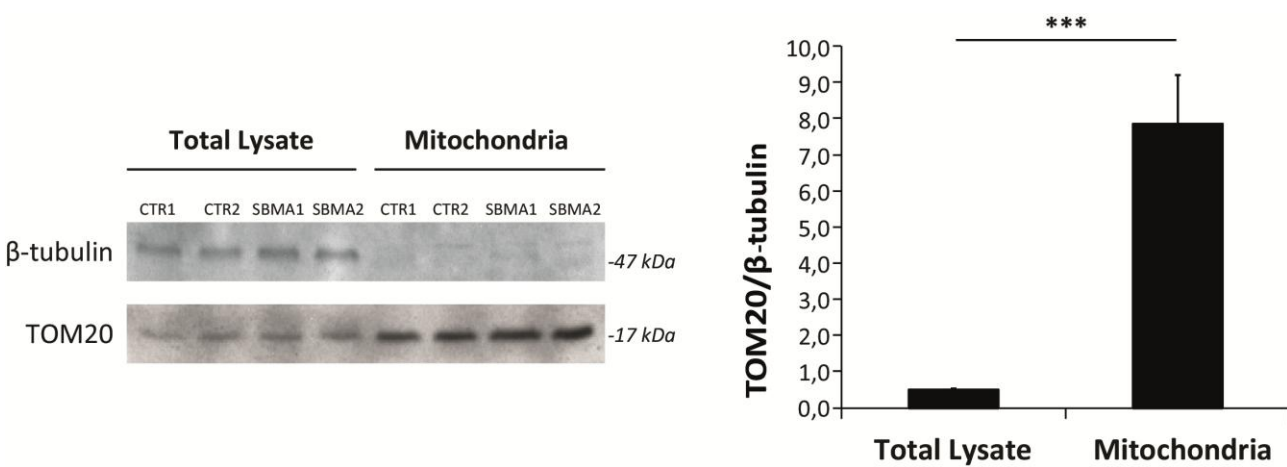 Total Lysate Mitochondria
CTR1 CTR2 SBMA1 SBMA2 CTR1 CTR2 SBMA1 SBMA2
β-tubulin -47 kDa
TOM20 -17 kDa
***
10,0
9,0
8,0
7,0
6,0
5,0
4,0
3,0
2,0
1,0
0,0
TOM20/β-tubulin
Total Lysate Mitochondria